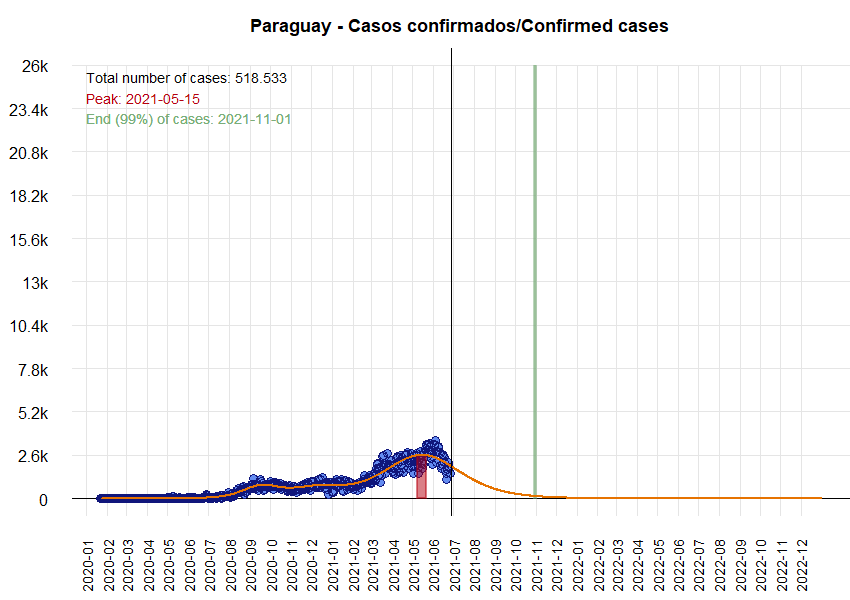 Paraguay - Casos confirmados/Confirmed cases
26k
23.4k
20.8k
18.2k
15.6k
13k
10.4k
7.8k
5.2k
2.6k
0
Total number of cases: 518.533
Peak: 2021-05-15
End (99%) of cases: 2021-11-01
2020-01
2020-02
2020-03
2020-04
2020-05
2020-06
2020-07
2020-08
2020-09
2020-10
2020-11
2020-12
2021-01
2021-02
2021-03
2021-04
2021-05
2021-06
2021-07
2021-08
2021-09
2021-10
2021-11
2021-12
2022-01
2022-02
2022-03
2022-04
2022-05
2022-06
2022-07
2022-08
2022-09
2022-10
2022-11
2022-12